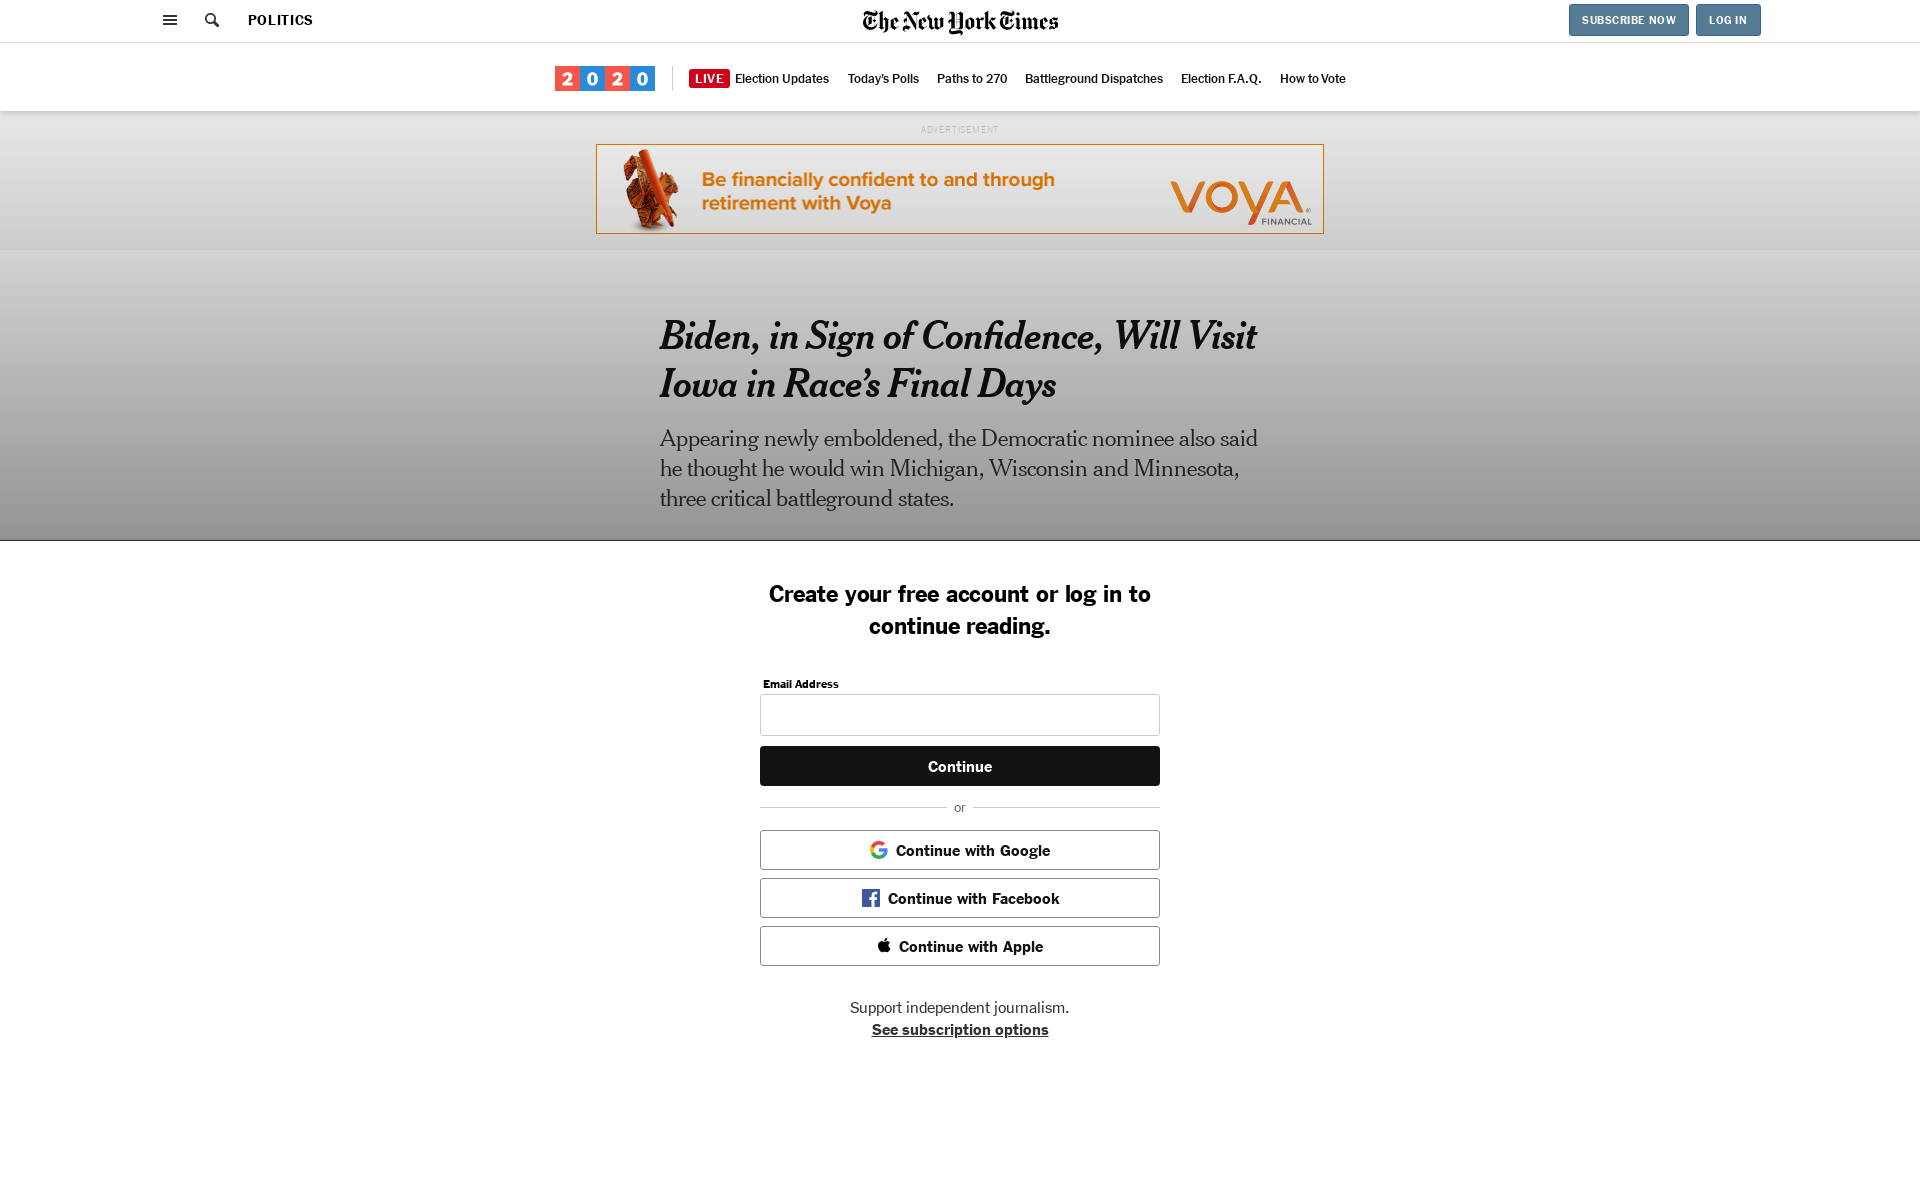 POLITICS
The New York Times
SUBSCRIBE NOW
LOG IN
2020
LIVE Election Updates
Today's Polls
Paths to 270
Battleground Dispatches
Election F.A.Q.
How to Vote
ADVERTISEMENT
Be financially confident to and through
retirement with Voya
VOYA®
FINANCIAL
Biden, in Sign of Confidence, Will Visit
Iowa in Race’s Final Days
Appearing newly emboldened, the Democratic nominee also said
he thought he would win Michigan, Wisconsin and Minnesota,
three critical battleground states.
Create your free account or log in to
continue reading.
Email Address
Continue
or
Continue with Google
Continue with Facebook
Continue with Apple
Support independent journalism.
See subscription options